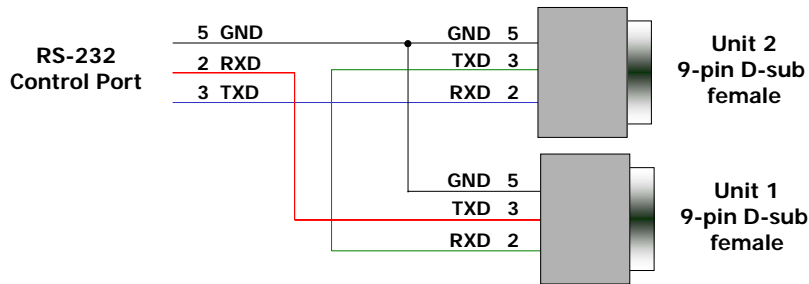 RS-232
Control Port
5 GND
2 RXD
3 TXD
GND 5
TXD 3
RXD 2
Unit 2
9-pin D-sub
female
GND 5
TXD 3
RXD 2
Unit 1
9-pin D-sub
female